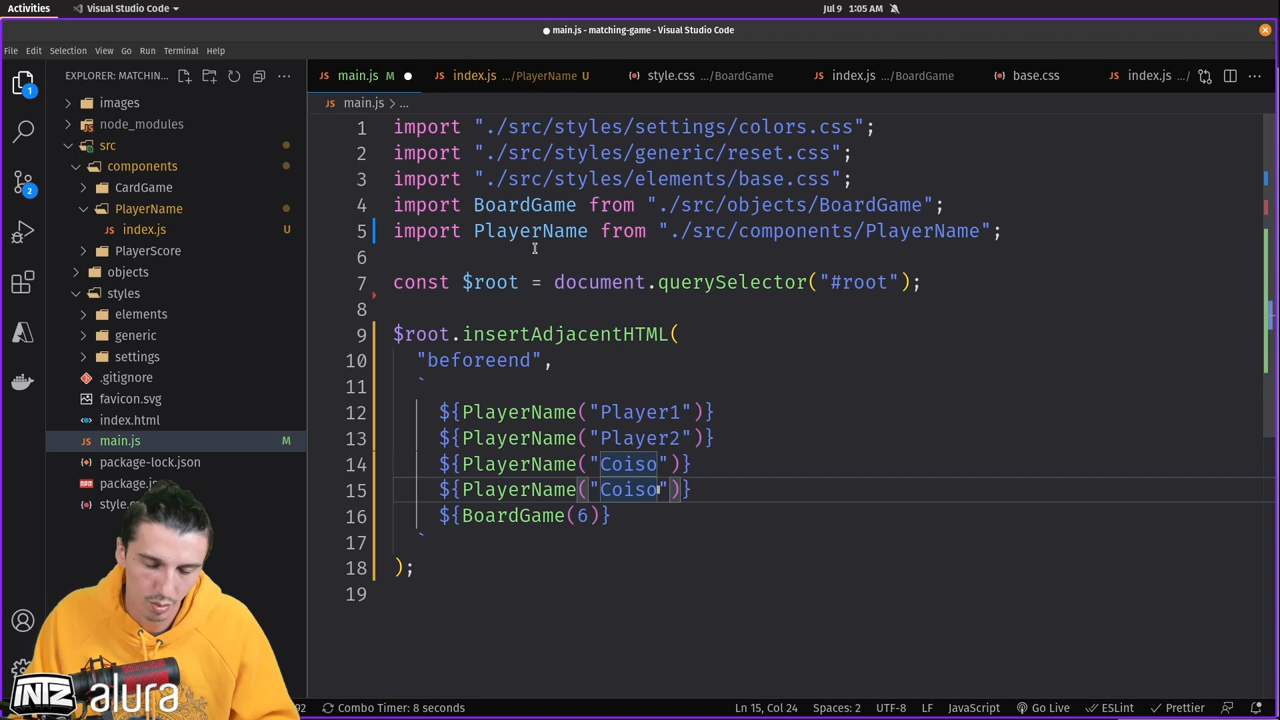 Activities
Visual Studio Code
Jul 9 1:05 AM
main.js - matching-game - Visual Studio Code
File Edit Selection View Go Run Terminal Help
EXPLORER: MATCHIN...
main.js M
index.js .../PlayerName U
style.css .../BoardGame
index.js .../BoardGame
base.css
index.js .../
main.js > ...
images
node_modules
src
components
CardGame
PlayerName
index.js U
PlayerScore
objects
styles
elements
generic
settings
.gitignore
favicon.svg
index.html
main.js M
package-lock.json
package.js
style.c
1 import "./src/styles/settings/colors.css";
2 import "./src/styles/generic/reset.css";
3 import "./src/styles/elements/base.css";
4 import BoardGame from "./src/objects/BoardGame";
5 import PlayerName from "./src/components/PlayerName";
6
7 const $root = document.querySelector("#root");
8
9 $root.insertAdjacentHTML(
10 "beforeend",
11 `
12 ${PlayerName("Player1")}
13 ${PlayerName("Player2")}
14 ${PlayerName("Coiso")}
15 ${PlayerName("Coiso")}
16 ${BoardGame(6)}
17 `
18 );
19
1
2
INTZ alura
Combo Timer: 8 seconds
Ln 15, Col 24
Spaces: 2
UTF-8
LF
JavaScript
Go Live
ESLint
Prettier